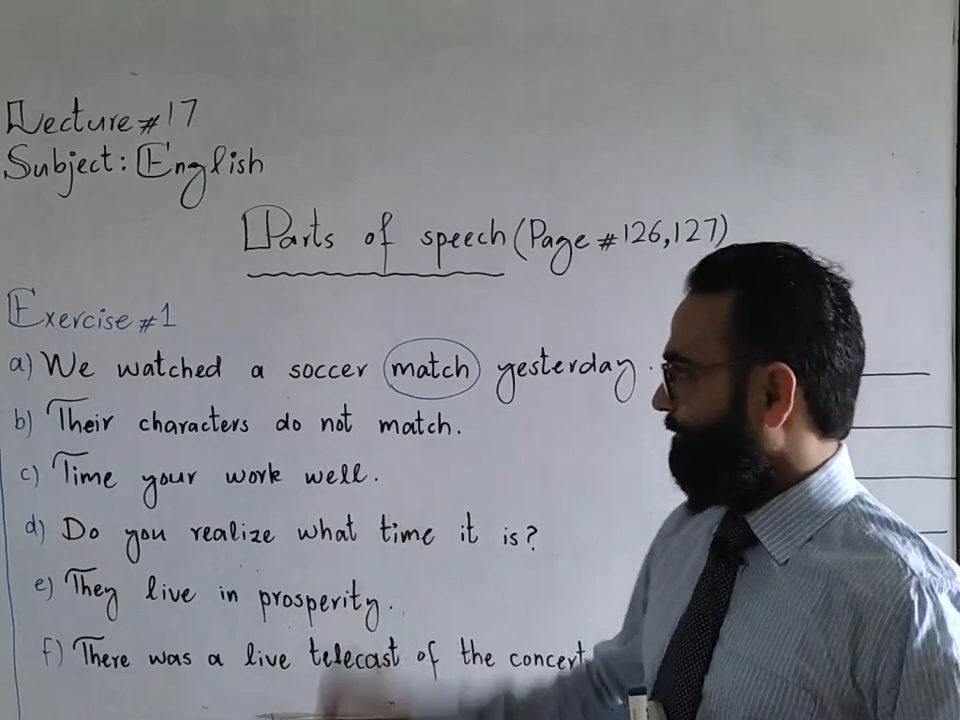 Lecture # 17
Subject: English
Parts of speech (Page # 126, 127)
Exercise # 1
a) We watched a soccer match yesterday.
b) Their characters do not match.
c) Time your work well.
d) Do you realize what time it is?
e) They live in prosperity.
f) There was a live telecast of the concert